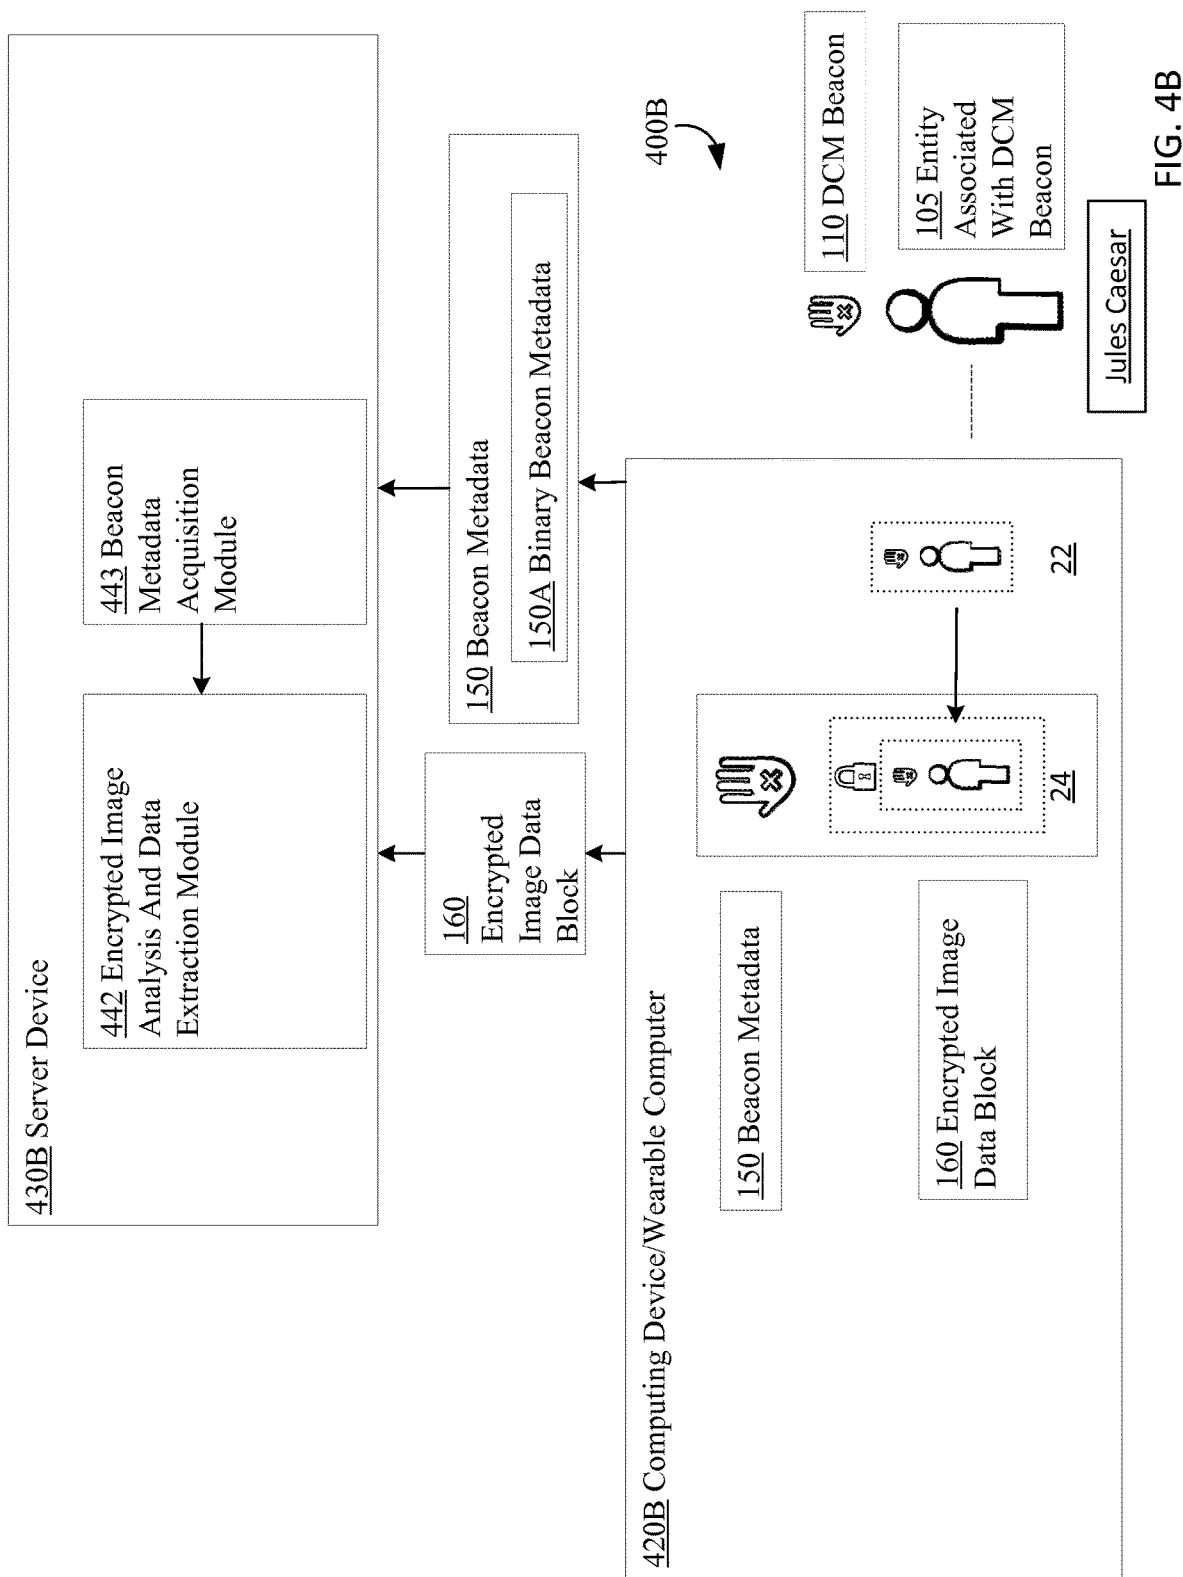 430B Server Device
442 Encrypted Image
Analysis And Data
Extraction Module
443 Beacon
Metadata
Acquisition
Module
160
Encrypted
Image Data
Block
150 Beacon Metadata
150A Binary Beacon Metadata
420B Computing Device/Wearable Computer
150 Beacon Metadata
160 Encrypted Image
Data Block
24
22
400B
110 DCM Beacon
105 Entity
Associated
With DCM
Beacon
Jules Caesar
FIG. 4B